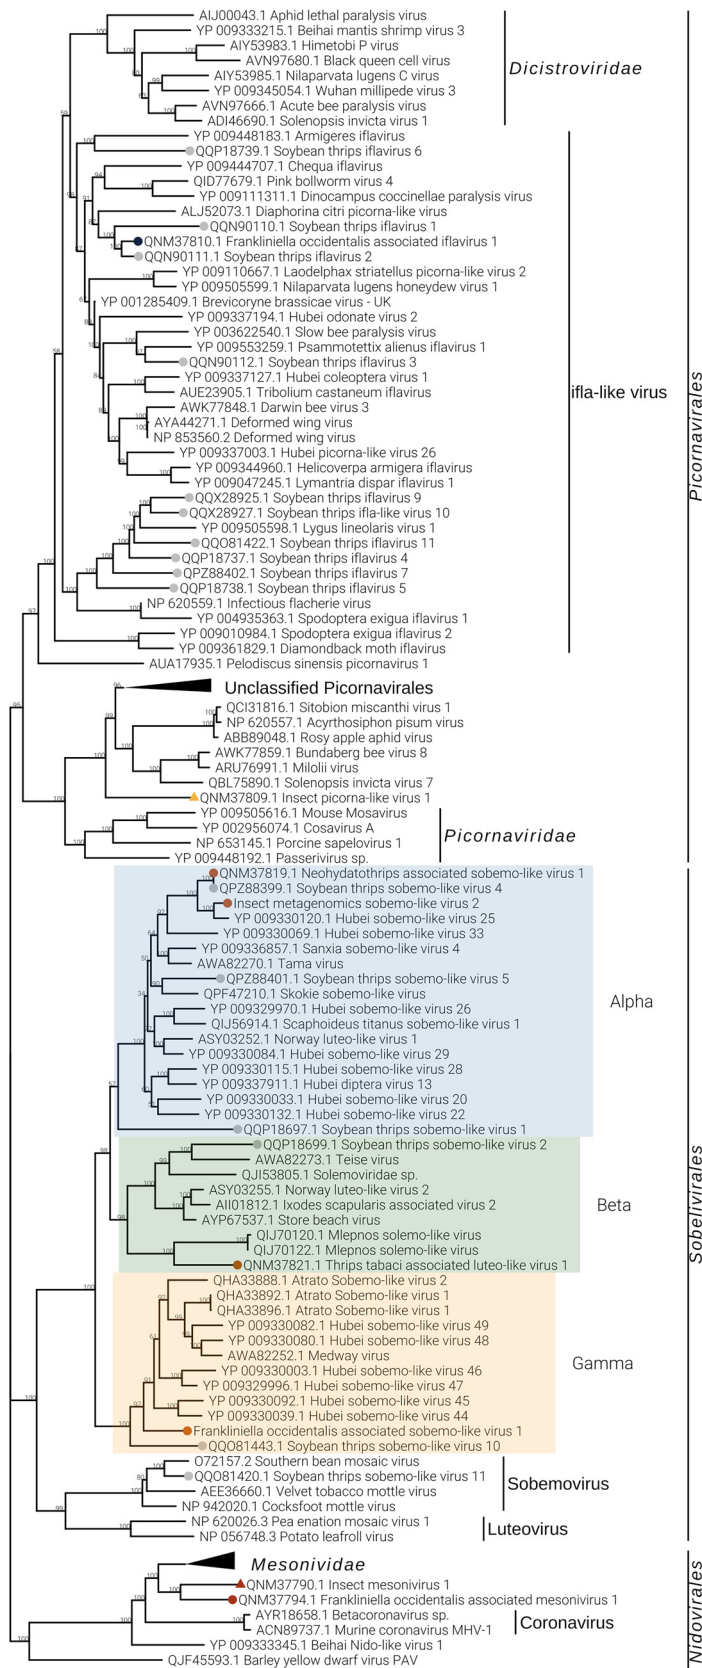 AIJ00043.1 Aphid lethal paralysis virus
YP 009333215.1 Beihai mantis shrimp virus 3
AIY53983.1 Himetobi P virus
AVN97680.1 Black queen cell virus
Dicistroviridae
AIY53985.1 Nilaparvata lugens C virus
YP 009345054.1 Wuhan millipede virus 3
AVN97666.1 Acute bee paralysis virus
ADI46690.1 Solenopsis invicta virus 1
YP 009448183.1 Armigeres iflavirus
QQP18739.1 Soybean thrips iflavirus 6
YP 009444707.1 Chequa iflavirus
QID77679.1 Pink bollworm virus 4
YP 009111311.1 Dinocampus coccinellae paralysis virus
ALJ52073.1 Diaphorina citri picorna-like virus
QQN90110.1 Soybean thrips iflavirus 1
QNM37810.1 Frankliniella occidentalis associated iflavirus 1
QQN90111.1 Soybean thrips iflavirus 2
YP 009110667.1 Laodelphax striatellus picorna-like virus 2
YP 009505599.1 Nilaparvata lugens honeydew virus 1
YP 001285409.1 Brevicoryne brassicae virus - UK
YP 009337194.1 Hubei odonate virus 2
YP 003622540.1 Slow bee paralysis virus
YP 009553259.1 Psammotettix alienus iflavirus 1
QQN90112.1 Soybean thrips iflavirus 3
YP 009337127.1 Hubei coleoptera virus 1
AUE23905.1 Tribolium castaneum iflavirus
ifla-like virus
Picornavirales
AWK77848.1 Darwin bee virus 3
AYA44271.1 Deformed wing virus
NP 853560.2 Deformed wing virus
YP 009337003.1 Hubei picorna-like virus 26
YP 009344960.1 Helicoverpa armigera iflavirus
YP 009047245.1 Lymantria dispar iflavirus 1
QQX28925.1 Soybean thrips iflavirus 9
QQX28927.1 Soybean thrips ifla-like virus 10
YP 009505598.1 Lygus lineolaris virus 1
QQO81422.1 Soybean thrips iflavirus 11
QQP18737.1 Soybean thrips iflavirus 4
QPZ88402.1 Soybean thrips iflavirus 7
QQP18738.1 Soybean thrips iflavirus 5
NP 620559.1 Infectious flacherie virus
YP 004935363.1 Spodoptera exigua iflavirus 1
YP 009010984.1 Spodoptera exigua iflavirus 2
YP 009361829.1 Diamondback moth iflavirus
AUA17935.1 Pelodiscus sinensis picornavirus 1
Unclassified Picornavirales
QCI31816.1 Sitobion miscanthi virus 1
NP 620557.1 Acyrthosiphon pisum virus
ABB89048.1 Rosy apple aphid virus
AWK77859.1 Bundaberg bee virus 8
ARU76991.1 Milolii virus
QBL75890.1 Solenopsis invicta virus 7
QNM37809.1 Insect picorna-like virus 1
YP 009505616.1 Mouse Mosavirus
YP 002956074.1 Cosavirus A
Picornaviridae
NP 653145.1 Porcine sapelovirus 1
YP 009448192.1 Passerivirus sp.
QNM37819.1 Neohydatothrips associated sobemo-like virus 1
QPZ88399.1 Soybean thrips sobemo-like virus 4
Insect metagenomics sobemo-like virus 2
YP 009330120.1 Hubei sobemo-like virus 25
YP 009330069.1 Hubei sobemo-like virus 33
YP 009336857.1 Sanxia sobemo-like virus 4
AWA82270.1 Tama virus
QPZ88401.1 Soybean thrips sobemo-like virus 5
QPF47210.1 Skokie sobemo-like virus
Alpha
YP 009329970.1 Hubei sobemo-like virus 26
QIJ56914.1 Scaphoideus titanus sobemo-like virus 1
ASY03252.1 Norway luteo-like virus 1
YP 009330084.1 Hubei sobemo-like virus 29
YP 009330115.1 Hubei sobemo-like virus 28
YP 009337911.1 Hubei diptera virus 13
YP 009330033.1 Hubei sobemo-like virus 20
YP 009330132.1 Hubei sobemo-like virus 22
QQP18697.1 Soybean thrips sobemo-like virus 1
QQP18699.1 Soybean thrips sobemo-like virus 2
AWA82273.1 Teise virus
QJI53805.1 Solemoviridae sp.
ASY03255.1 Norway luteo-like virus 2
AII01812.1 Ixodes scapularis associated virus 2
Beta
Sobelivirales
AYP67537.1 Store beach virus
QIJ70120.1 Mlepnos solemo-like virus
QIJ70122.1 Mlepnos solemo-like virus
QNM37821.1 Thrips tabaci associated luteo-like virus 1
QHA33888.1 Atrato Sobemo-like virus 2
QHA33892.1 Atrato Sobemo-like virus 1
QHA33896.1 Atrato Sobemo-like virus 1
YP 009330082.1 Hubei sobemo-like virus 49
YP 009330080.1 Hubei sobemo-like virus 48
AWA82252.1 Medway virus
Gamma
YP 009330003.1 Hubei sobemo-like virus 46
YP 009329996.1 Hubei sobemo-like virus 47
YP 009330092.1 Hubei sobemo-like virus 45
YP 009330039.1 Hubei sobemo-like virus 44
Frankliniella occidentalis associated sobemo-like virus 1
QQO81443.1 Soybean thrips sobemo-like virus 10
O72157.2 Southern bean mosaic virus
QQO81420.1 Soybean thrips sobemo-like virus 11
Sobemovirus
AEE36660.1 Velvet tobacco mottle virus
NP 942020.1 Cocksfoot mottle virus
NP 620026.3 Pea enation mosaic virus 1
Luteovirus
NP 056748.3 Potato leafroll virus
Mesonividae
QNM37790.1 Insect mesonivirus 1
QNM37794.1 Frankliniella occidentalis associated mesonivirus 1
Nidovirales
AYR18658.1 Betacoronavirus sp.
Coronavirus
ACN89737.1 Murine coronavirus MHV-1
YP 009333345.1 Beihai Nido-like virus 1
QJF45593.1 Barley yellow dwarf virus PAV